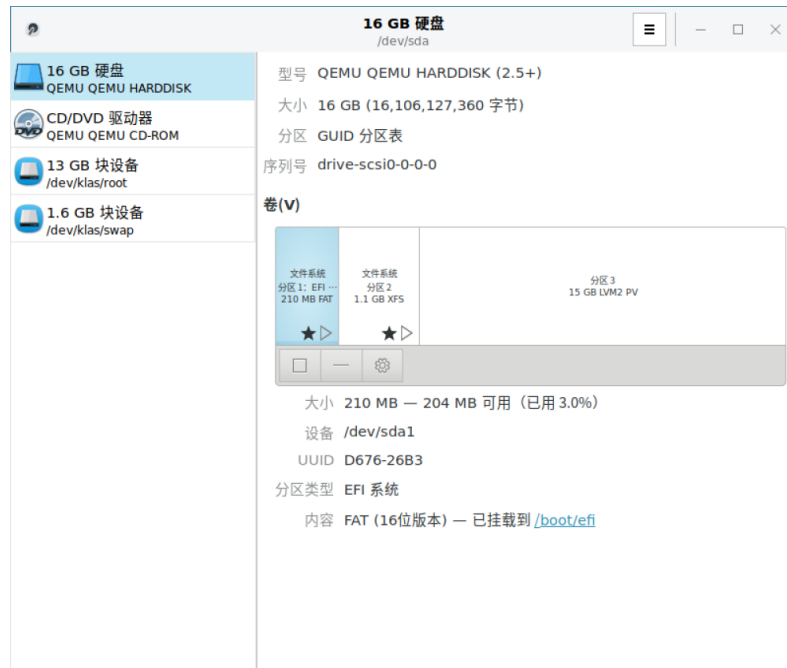 16 GB 硬盘
/dev/sda
16 GB 硬盘
QEMU QEMU HARDDISK
CD/DVD 驱动器
QEMU QEMU CD-ROM
13 GB 块设备
/dev/klas/root
1.6 GB 块设备
/dev/klas/swap
型号 QEMU QEMU HARDDISK (2.5+)
大小 16 GB (16,106,127,360 字节)
分区 GUID 分区表
序列号 drive-scsi0-0-0-0
卷(V)
文件系统
分区 1：EFI ···
210 MB FAT
文件系统
分区 2
1.1 GB XFS
分区 3
15 GB LVM2 PV
大小 210 MB — 204 MB 可用（已用 3.0%）
设备 /dev/sda1
UUID D676-26B3
分区类型 EFI 系统
内容 FAT (16位版本) — 已挂载到 /boot/efi
DVD